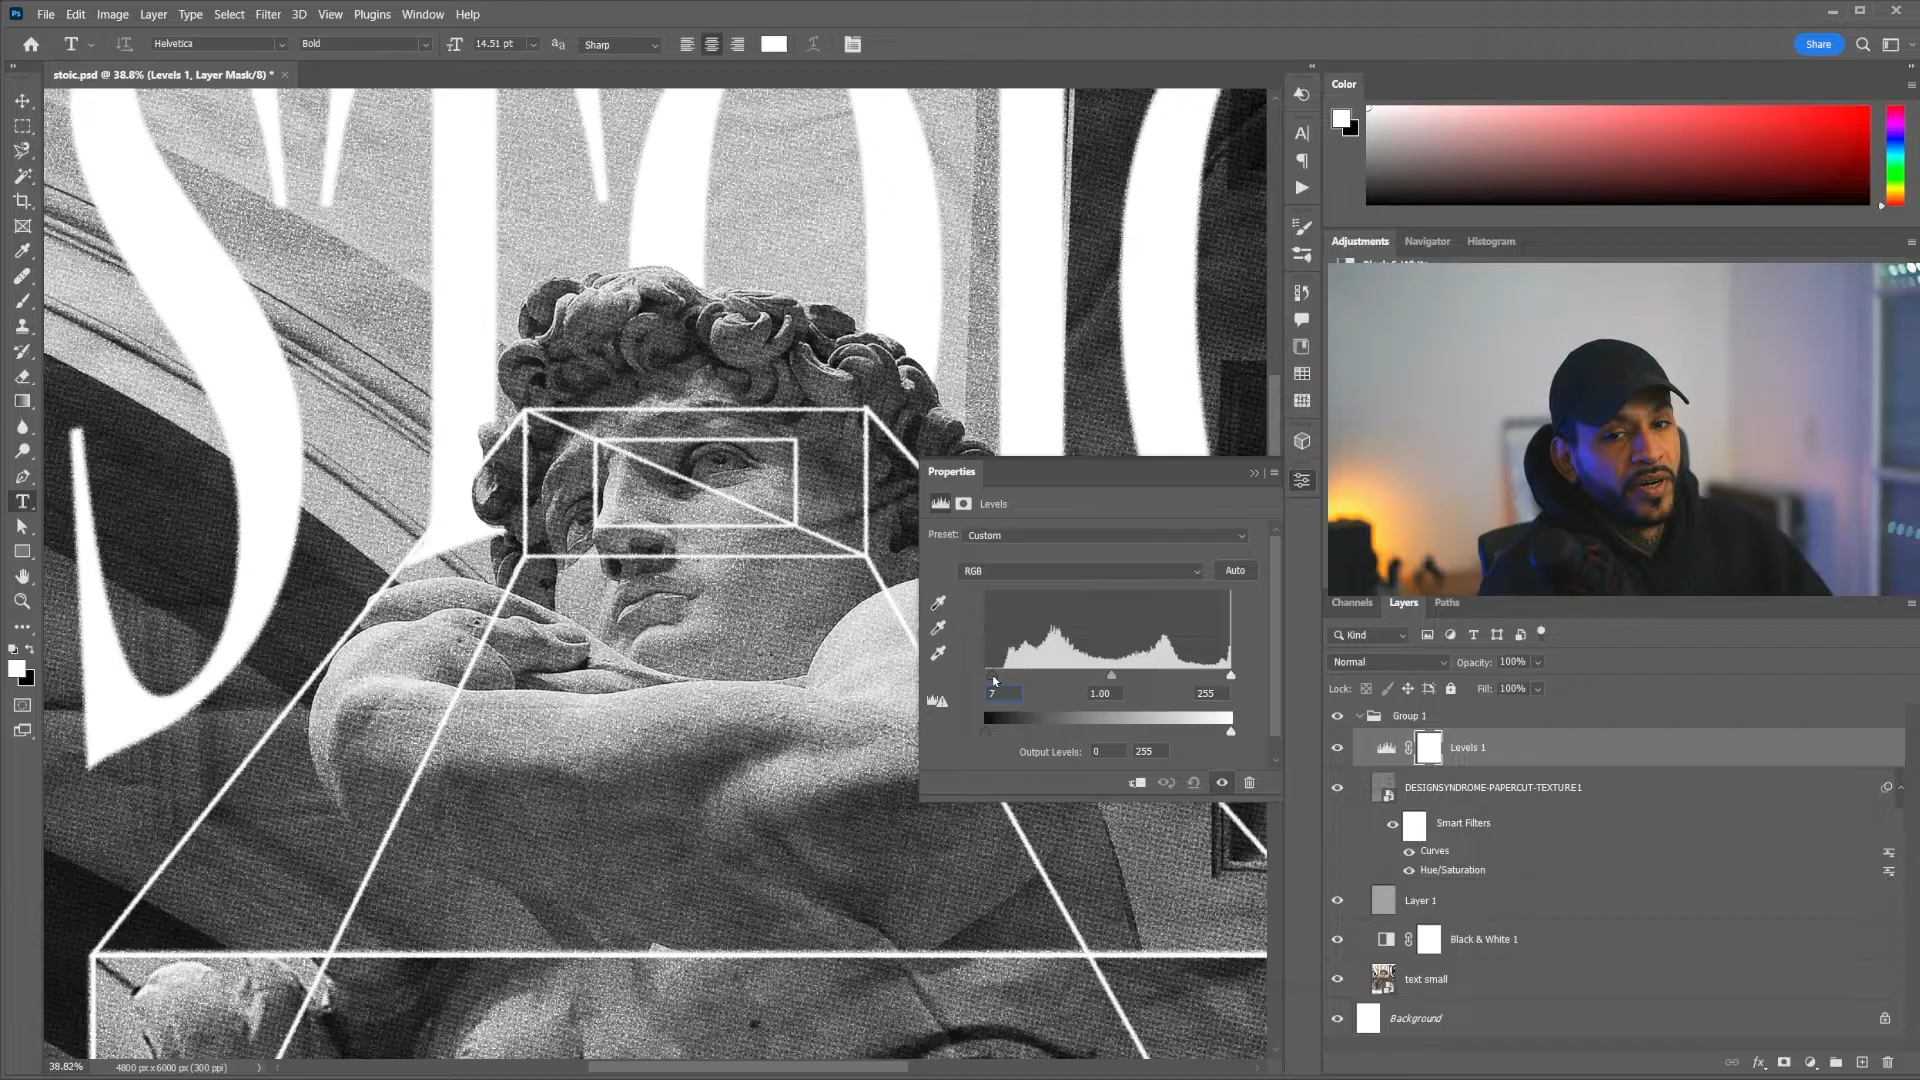 Ps File Edit Image Layer Type Select Filter 3D View Plugins Window Help
T Helvetica Bold 14.51 pt Sharp Share
stoic.psd @ 38.8% (Levels 1, Layer Mask/8) *
Color
STOIC
Adjustments Navigator Histogram
Properties
Levels
Preset: Custom
RGB Auto
7 1.00 255
Output Levels: 0 255
Channels Layers Paths
Kind
Normal Opacity: 100%
Lock: Fill: 100%
Group 1
Levels 1
DESIGNSYNDROME-PAPERCUT-TEXTURE1
Smart Filters
Curves
Hue/Saturation
Layer 1
Black & White 1
text small
Background
38.82% 4800 px x 6000 px (300 ppi)